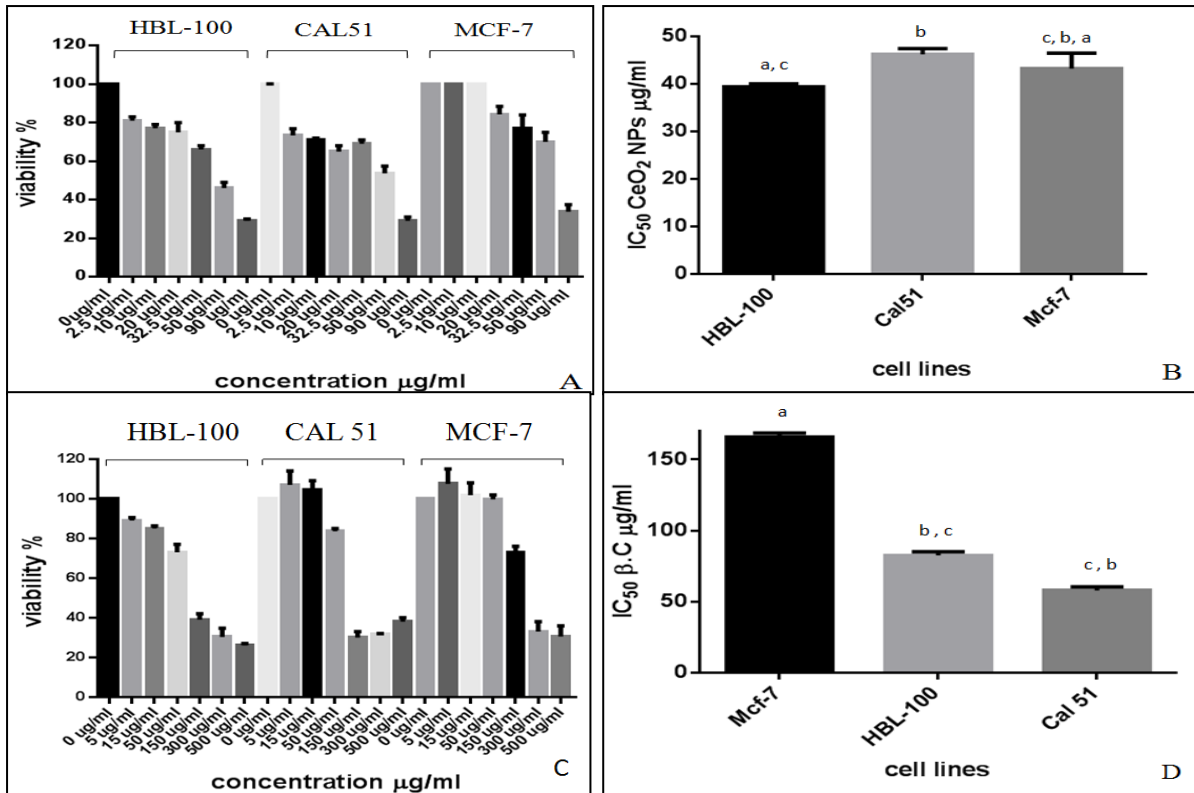 HBL-100 CAL51 MCF-7
viability %
120
100
80
60
40
20
0
0ug/ml
2.5 ug/ml
10 ug/ml
20 ug/ml
32.5 ug/ml
50 ug/ml
90 ug/ml
0 ug/ml
2.5 ug/ml
10 ug/ml
20 ug/ml
32.5 ug/ml
50 ug/ml
90 ug/ml
0 ug/ml
2.5 ug/ml
10 ug/ml
20 ug/ml
32.5 ug/ml
50 ug/ml
90 ug/ml
concentration µg/ml
A
IC50 CeO2 NPs µg/ml
50
40
30
20
10
0
a, c
b
c, b, a
HBL-100
Cal51
Mcf-7
cell lines
B
HBL-100 CAL 51 MCF-7
viability %
120
100
80
60
40
20
0
0 ug/ml
5 ug/ml
15 ug/ml
50 ug/ml
150 ug/ml
300 ug/ml
500 ug/ml
0 ug/ml
5 ug/ml
15 ug/ml
50 ug/ml
150 ug/ml
300 ug/ml
500 ug/ml
0 ug/ml
5 ug/ml
15 ug/ml
50 ug/ml
150 ug/ml
300 ug/ml
500 ug/ml
concentration µg/ml
C
IC50 β.C µg/ml
150
100
50
0
a
b , c
c , b
Mcf-7
HBL-100
Cal 51
cell lines
D